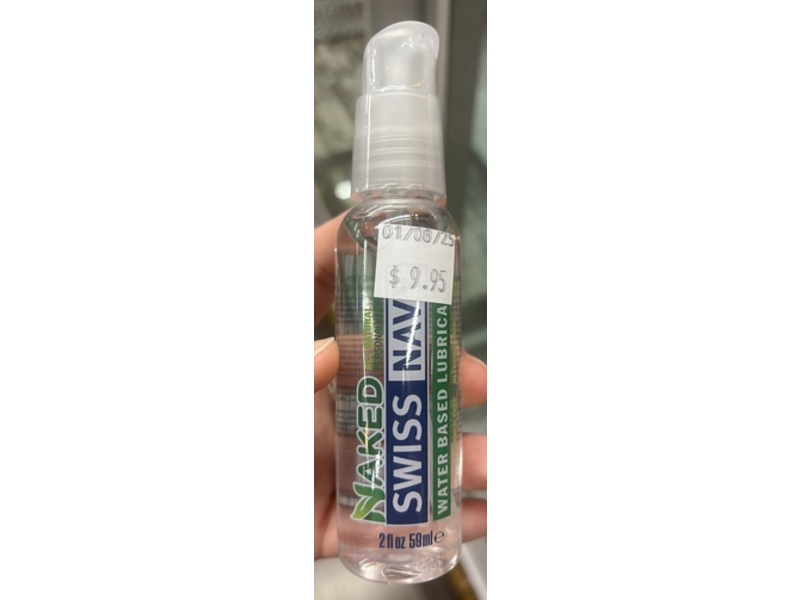 01/06/25
$ 9.95
NAKED
SWISS NAV
WATER BASED LUBRICA
2 fl oz 59ml e